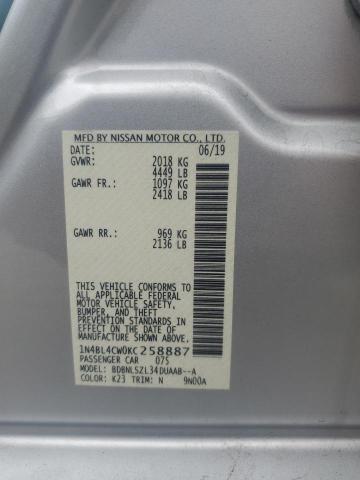 MFD BY NISSAN MOTOR CO., LTD.
DATE: 06/19
GVWR: 2018 KG
4449 LB
GAWR FR.: 1097 KG
2418 LB
GAWR RR.: 969 KG
2136 LB
THIS VEHICLE CONFORMS TO
ALL APPLICABLE FEDERAL
MOTOR VEHICLE SAFETY,
BUMPER, AND THEFT
PREVENTION STANDARDS IN
EFFECT ON THE DATE OF
MANUFACTURE SHOWN ABOVE.
1N4BL4CW0KC258887
PASSENGER CAR 07S
MODEL: BDBNLSZL34DUAAB--A
COLOR: K23 TRIM: N 9N00A